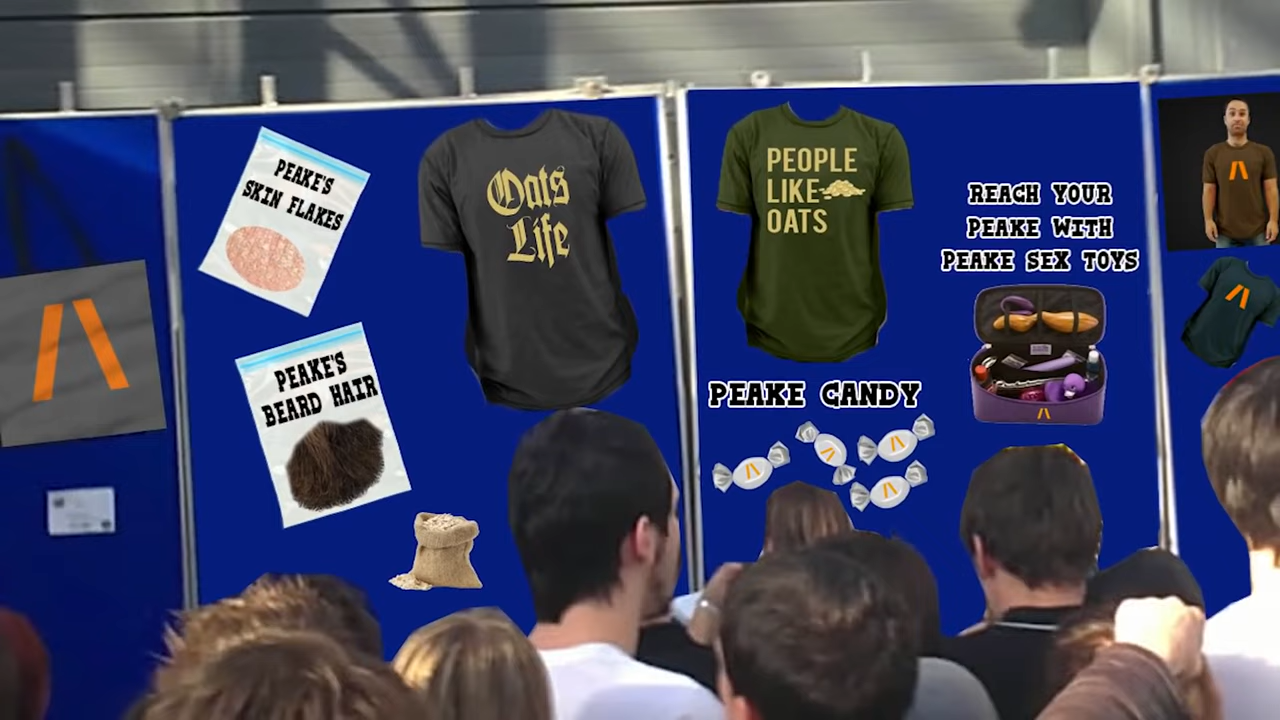 PEAKE'S
SKIN FLAKES
PEAKE'S
BEARD HAIR
Oats
Life
PEOPLE
LIKE
OATS
PEAKE CANDY
REACH YOUR
PEAKE WITH
PEAKE SEX TOYS